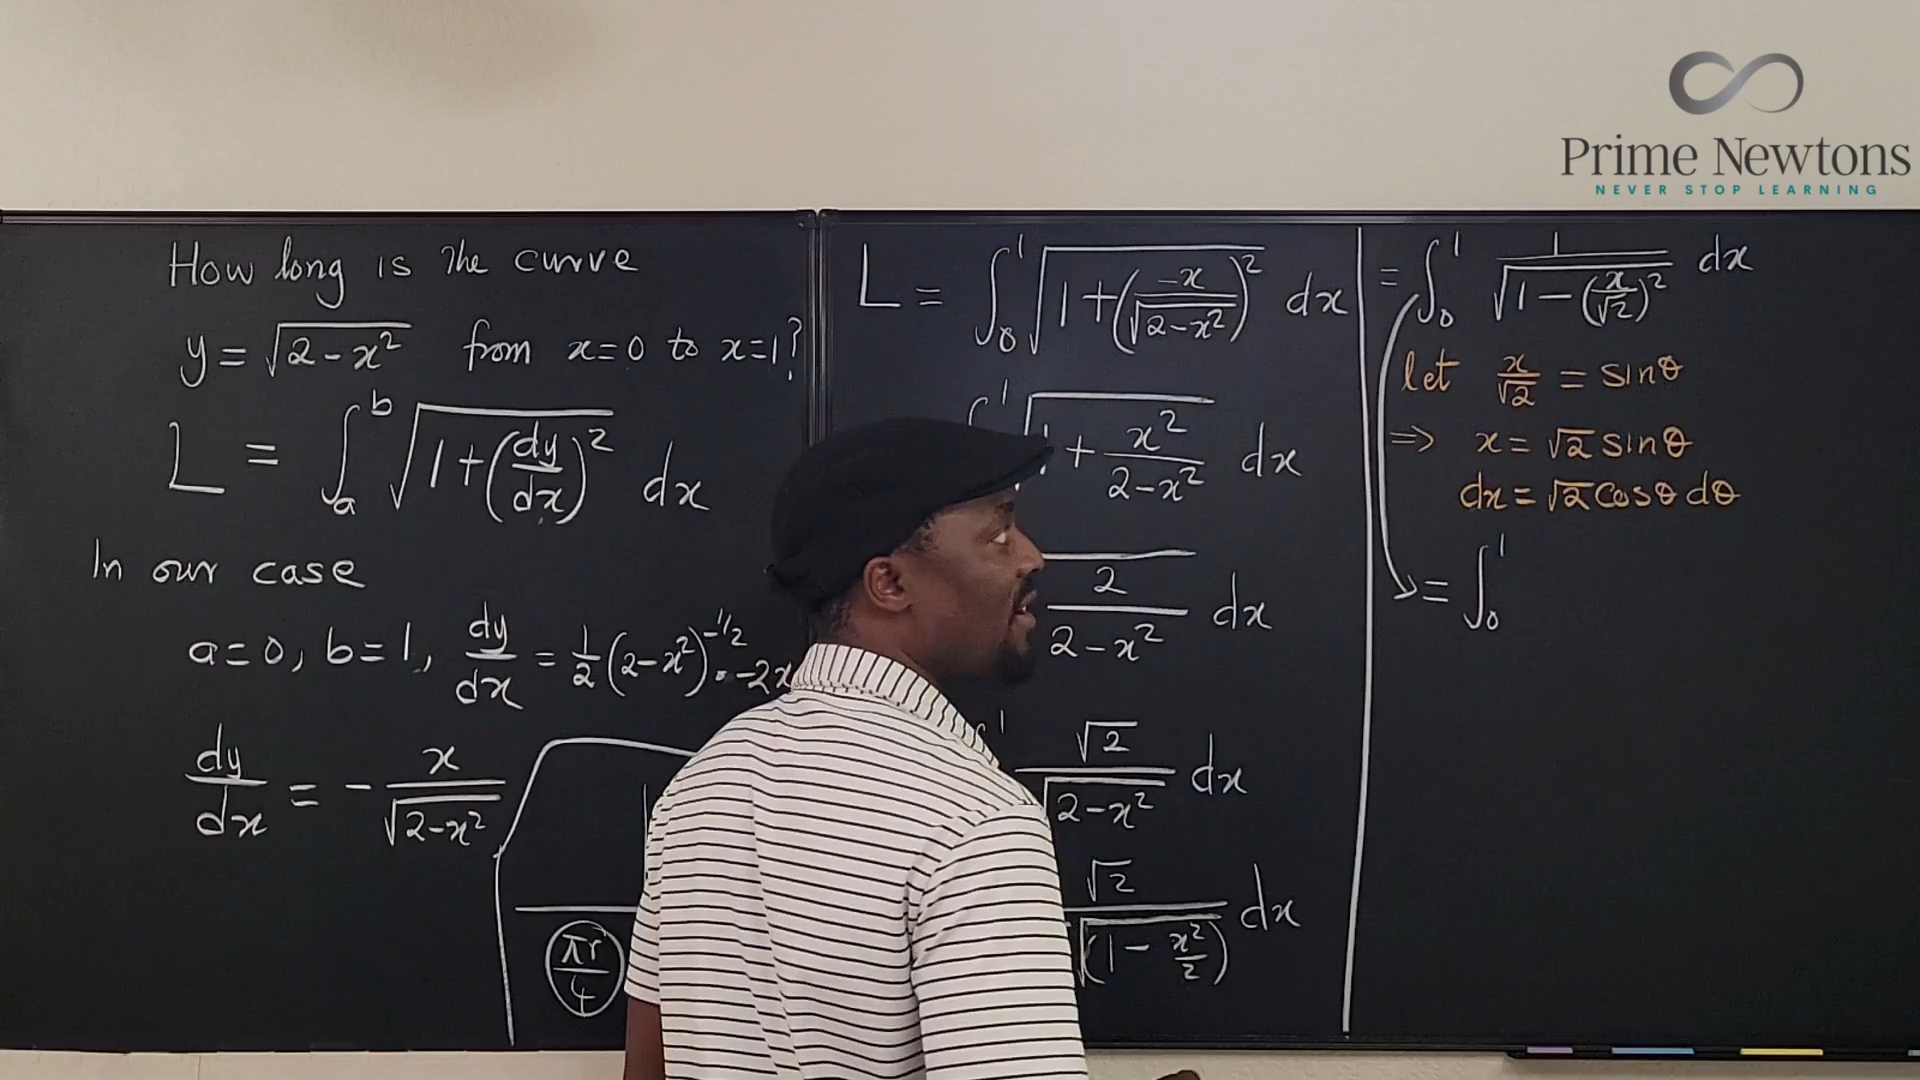 Prime Newtons
NEVER STOP LEARNING
How long is the curve
y = √(2 - x²) from x=0 to x=1?
L = ∫ₐᵇ √(1 + (dy/dx)²) dx
In our case
a=0, b=1, dy/dx = 1/2 (2-x²)^(-1/2) · -2x
dy/dx = - x/√(2-x²)
πr/4
L = ∫₀¹ √(1 + (-x/√(2-x²))²) dx
1 + x²/(2-x²) dx
2/(2-x²) dx
√2/√(2-x²) dx
√2/√(1 - x²/2) dx
= ∫₀¹ 1/√(1 - (x/√2)²) dx
let x/√2 = sinθ
⇒ x = √2 sinθ
dx = √2 cosθ dθ
= ∫₀¹